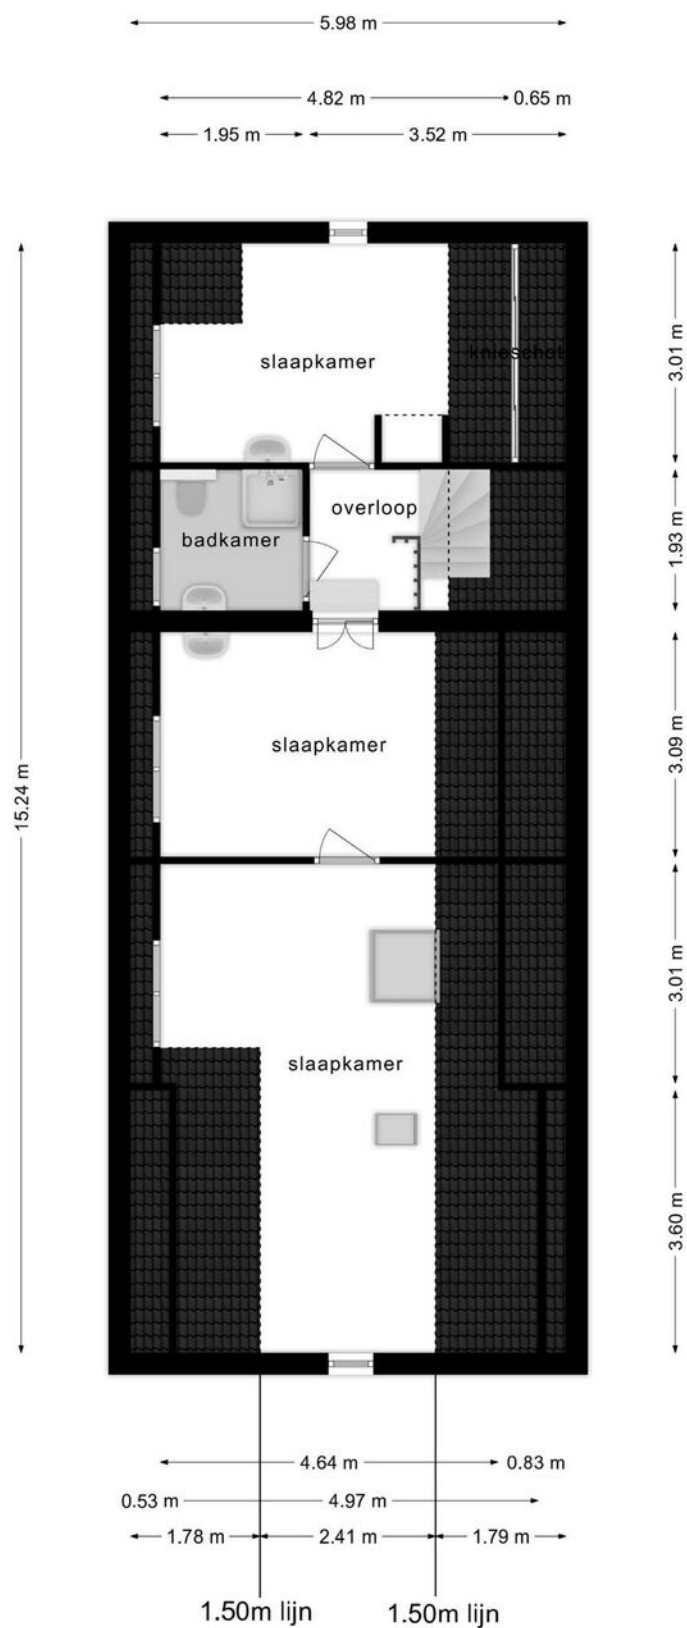 5.98 m
4.82 m
0.65 m
1.95 m
3.52 m
3.01 m
knieschot
slaapkamer
1.93 m
overloop
badkamer
3.09 m
slaapkamer
15.24 m
3.01 m
slaapkamer
3.60 m
4.64 m
0.83 m
0.53 m
4.97 m
1.78 m
2.41 m
1.79 m
1.50m lijn
1.50m lijn